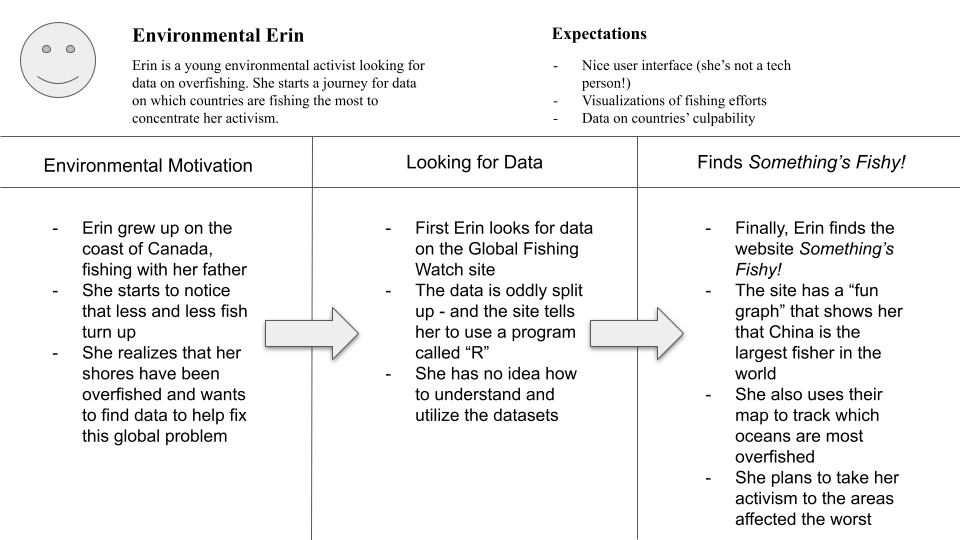 Environmental Erin
Erin is a young environmental activist looking for
data on overfishing. She starts a journey for data
on which countries are fishing the most to
concentrate her activism.
Expectations
- Nice user interface (she’s not a tech
person!)
- Visualizations of fishing efforts
- Data on countries’ culpability
Environmental Motivation
- Erin grew up on the
coast of Canada,
fishing with her father
- She starts to notice
that less and less fish
turn up
- She realizes that her
shores have been
overfished and wants
to find data to help fix
this global problem
Looking for Data
- First Erin looks for data
on the Global Fishing
Watch site
- The data is oddly split
up - and the site tells
her to use a program
called “R”
- She has no idea how
to understand and
utilize the datasets
Finds Something’s Fishy!
- Finally, Erin finds the
website Something’s
Fishy!
- The site has a “fun
graph” that shows her
that China is the
largest fisher in the
world
- She also uses their
map to track which
oceans are most
overfished
- She plans to take her
activism to the areas
affected the worst